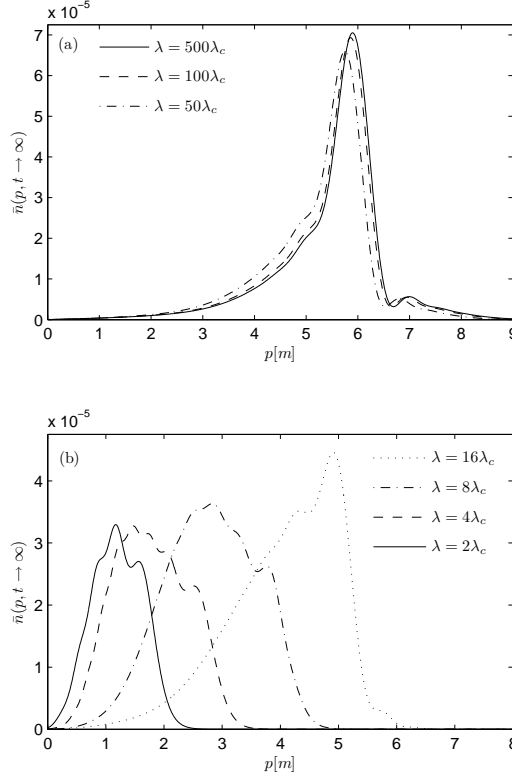 x 10⁻⁵
(a)
λ = 500λ_c
λ = 100λ_c
λ = 50λ_c
7
6
5
4
3
2
1
0
n̄(p, t → ∞)
0 1 2 3 4 5 6 7 8 9
p[m]
x 10⁻⁵
(b)
λ = 16λ_c
λ = 8λ_c
λ = 4λ_c
λ = 2λ_c
4
3
2
1
0
n̄(p, t → ∞)
0 1 2 3 4 5 6 7 8
p[m]